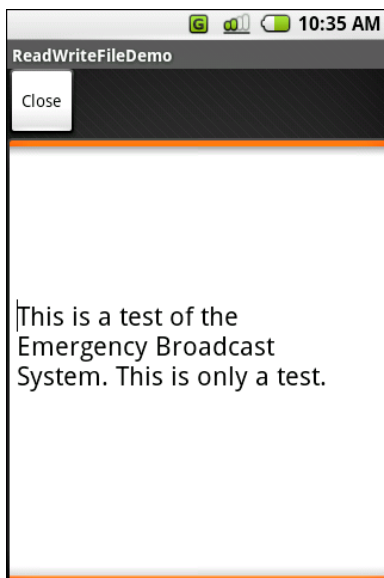 G 10:35 AM
ReadWriteFileDemo
Close
This is a test of the
Emergency Broadcast
System. This is only a test.